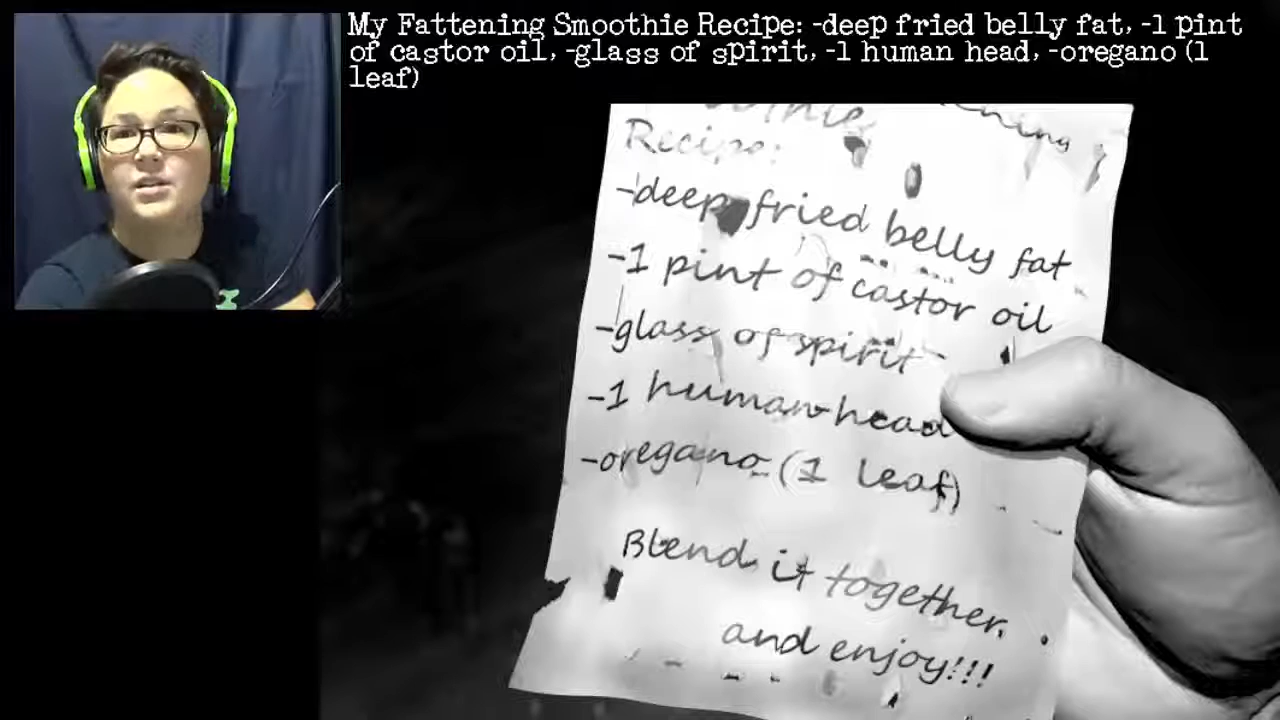 My Fattening Smoothie Recipe: -deep fried belly fat, -1 pint
of castor oil, -glass of spirit, -1 human head, -oregano (1
leaf)
Recipe:
-deep fried belly fat
-1 pint of castor oil
-glass of spirit
-1 human head
-oregano (1 leaf)
Blend it together.
and enjoy!!!